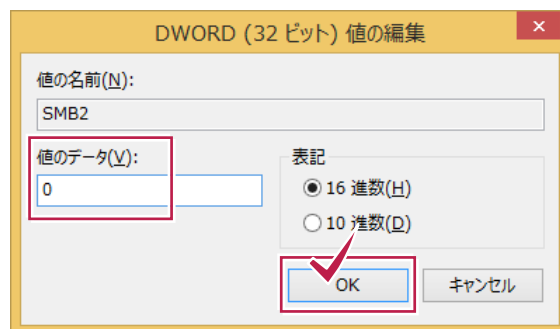 DWORD (32 ビット) 値の編集
値の名前(N):
SMB2
値のデータ(V):
0
表記
16 進数(H)
10 進数(D)
OK
キャンセル